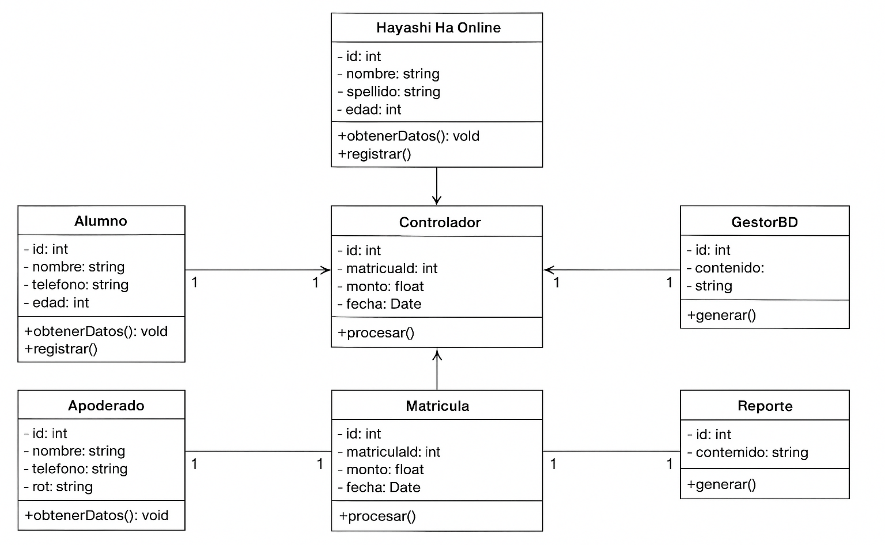 Hayashi Ha Online
- id: int
- nombre: string
- spellido: string
- edad: int
+obtenerDatos(): vold
+registrar()
Alumno
- id: int
- nombre: string
- telefono: string
- edad: int
+obtenerDatos(): vold
+registrar()
1
1
Controlador
- id: int
- matricuald: int
- monto: float
- fecha: Date
+procesar()
1
1
GestorBD
- id: int
- contenido:
- string
+generar()
Apoderado
- id: int
- nombre: string
- telefono: string
- rot: string
+obtenerDatos(): void
1
1
Matricula
- id: int
- matriculald: int
- monto: float
- fecha: Date
+procesar()
1
1
Reporte
- id: int
- contemido: string
+generar()